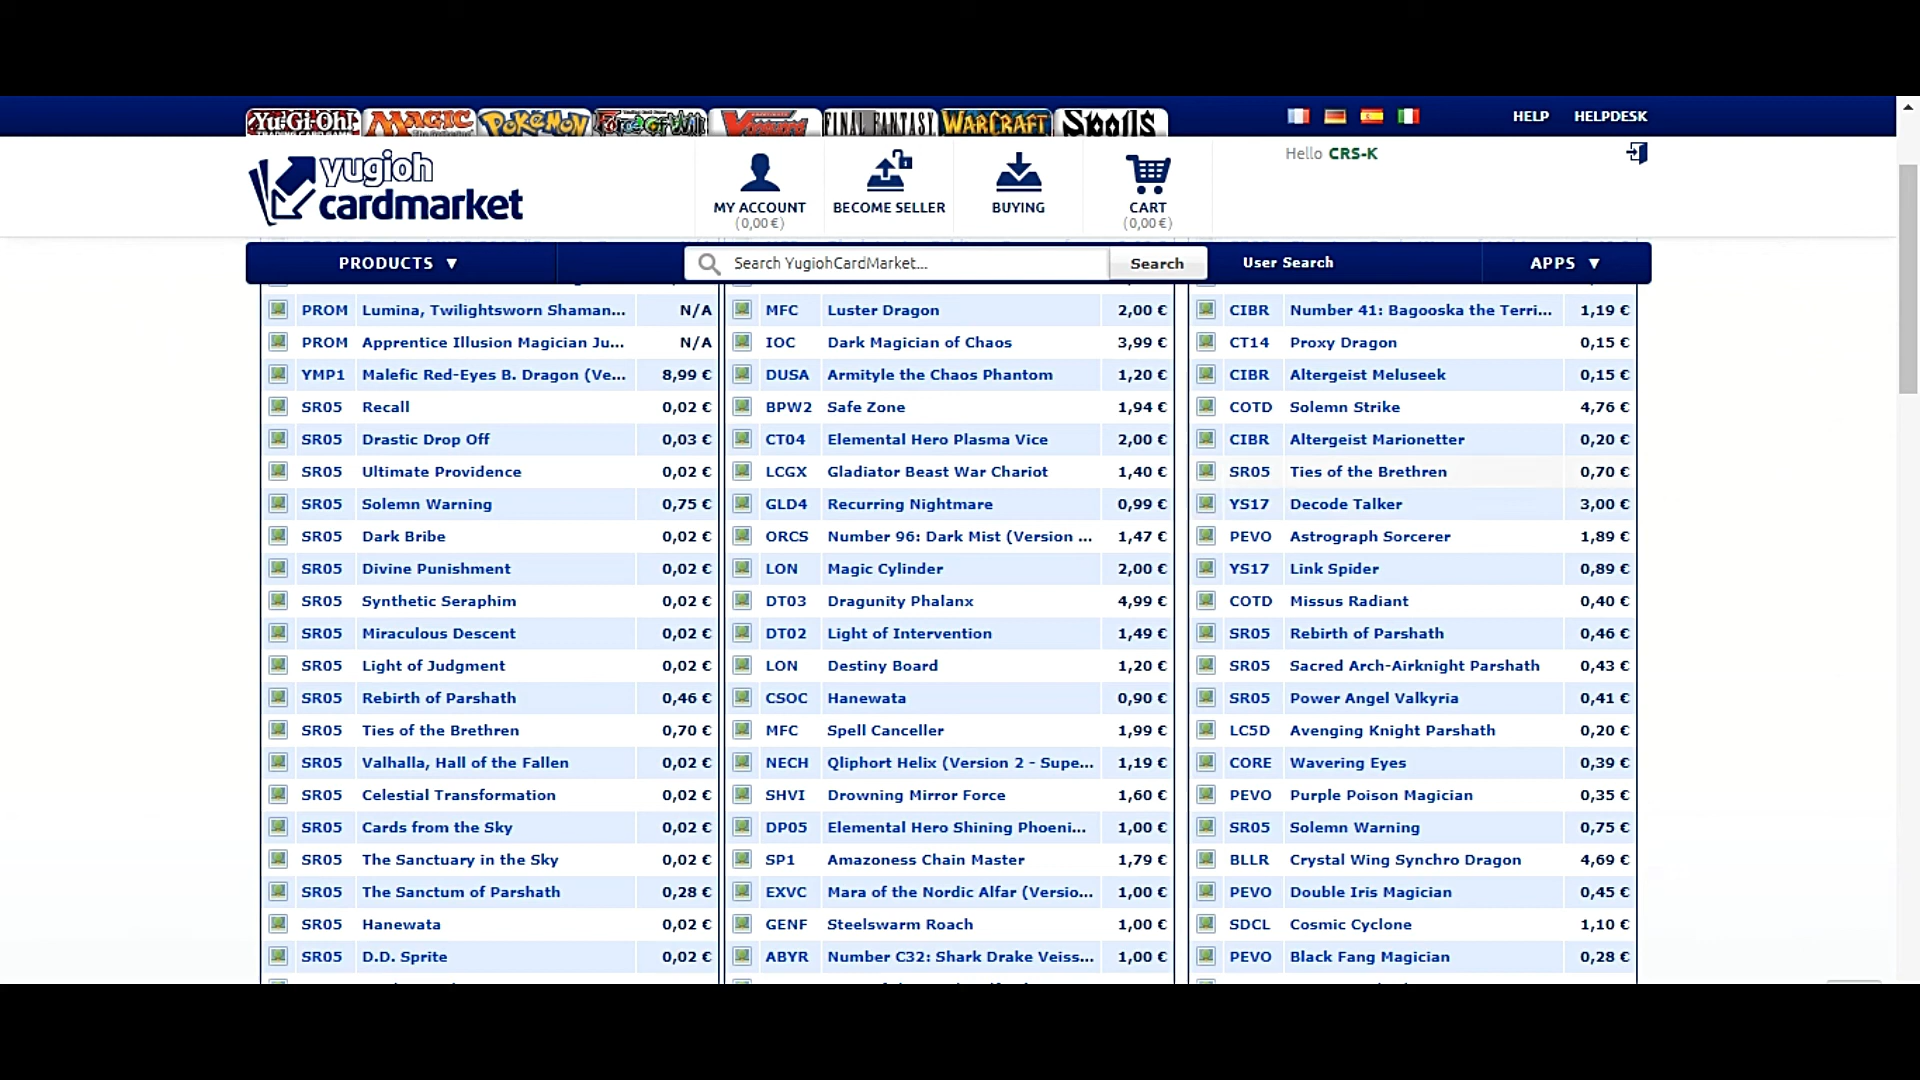 Yu-Gi-Oh! MAGIC POKéMON Force of Will Vanguard FINAL FANTASY WARCRAFT Spoils
HELP HELPDESK
Hello CRS-K
yugioh
cardmarket
MY ACCOUNT BECOME SELLER BUYING CART
(0,00 €) (0,00 €)
PRODUCTS ▼ Search YugiohCardMarket... Search User Search APPS ▼
PROM Lumina, Twilightsworn Shaman... N/A MFC Luster Dragon 2,00 € CIBR Number 41: Bagooska the Terri... 1,19 €
PROM Apprentice Illusion Magician Ju... N/A IOC Dark Magician of Chaos 3,99 € CT14 Proxy Dragon 0,15 €
YMP1 Malefic Red-Eyes B. Dragon (Ve... 8,99 € DUSA Armityle the Chaos Phantom 1,20 € CIBR Altergeist Meluseek 0,15 €
SR05 Recall 0,02 € BPW2 Safe Zone 1,94 € COTD Solemn Strike 4,76 €
SR05 Drastic Drop Off 0,03 € CT04 Elemental Hero Plasma Vice 2,00 € CIBR Altergeist Marionetter 0,20 €
SR05 Ultimate Providence 0,02 € LCGX Gladiator Beast War Chariot 1,40 € SR05 Ties of the Brethren 0,70 €
SR05 Solemn Warning 0,75 € GLD4 Recurring Nightmare 0,99 € YS17 Decode Talker 3,00 €
SR05 Dark Bribe 0,02 € ORCS Number 96: Dark Mist (Version ... 1,47 € PEVO Astrograph Sorcerer 1,89 €
SR05 Divine Punishment 0,02 € LON Magic Cylinder 2,00 € YS17 Link Spider 0,89 €
SR05 Synthetic Seraphim 0,02 € DT03 Dragunity Phalanx 4,99 € COTD Missus Radiant 0,40 €
SR05 Miraculous Descent 0,02 € DT02 Light of Intervention 1,49 € SR05 Rebirth of Parshath 0,46 €
SR05 Light of Judgment 0,02 € LON Destiny Board 1,20 € SR05 Sacred Arch-Airknight Parshath 0,43 €
SR05 Rebirth of Parshath 0,46 € CSOC Hanewata 0,90 € SR05 Power Angel Valkyria 0,41 €
SR05 Ties of the Brethren 0,70 € MFC Spell Canceller 1,99 € LC5D Avenging Knight Parshath 0,20 €
SR05 Valhalla, Hall of the Fallen 0,02 € NECH Qliphort Helix (Version 2 - Supe... 1,19 € CORE Wavering Eyes 0,39 €
SR05 Celestial Transformation 0,02 € SHVI Drowning Mirror Force 1,60 € PEVO Purple Poison Magician 0,35 €
SR05 Cards from the Sky 0,02 € DP05 Elemental Hero Shining Phoeni... 1,00 € SR05 Solemn Warning 0,75 €
SR05 The Sanctuary in the Sky 0,02 € SP1 Amazoness Chain Master 1,79 € BLLR Crystal Wing Synchro Dragon 4,69 €
SR05 The Sanctum of Parshath 0,28 € EXVC Mara of the Nordic Alfar (Versio... 1,00 € PEVO Double Iris Magician 0,45 €
SR05 Hanewata 0,02 € GENF Steelswarm Roach 1,00 € SDCL Cosmic Cyclone 1,10 €
SR05 D.D. Sprite 0,02 € ABYR Number C32: Shark Drake Veiss... 1,00 € PEVO Black Fang Magician 0,28 €